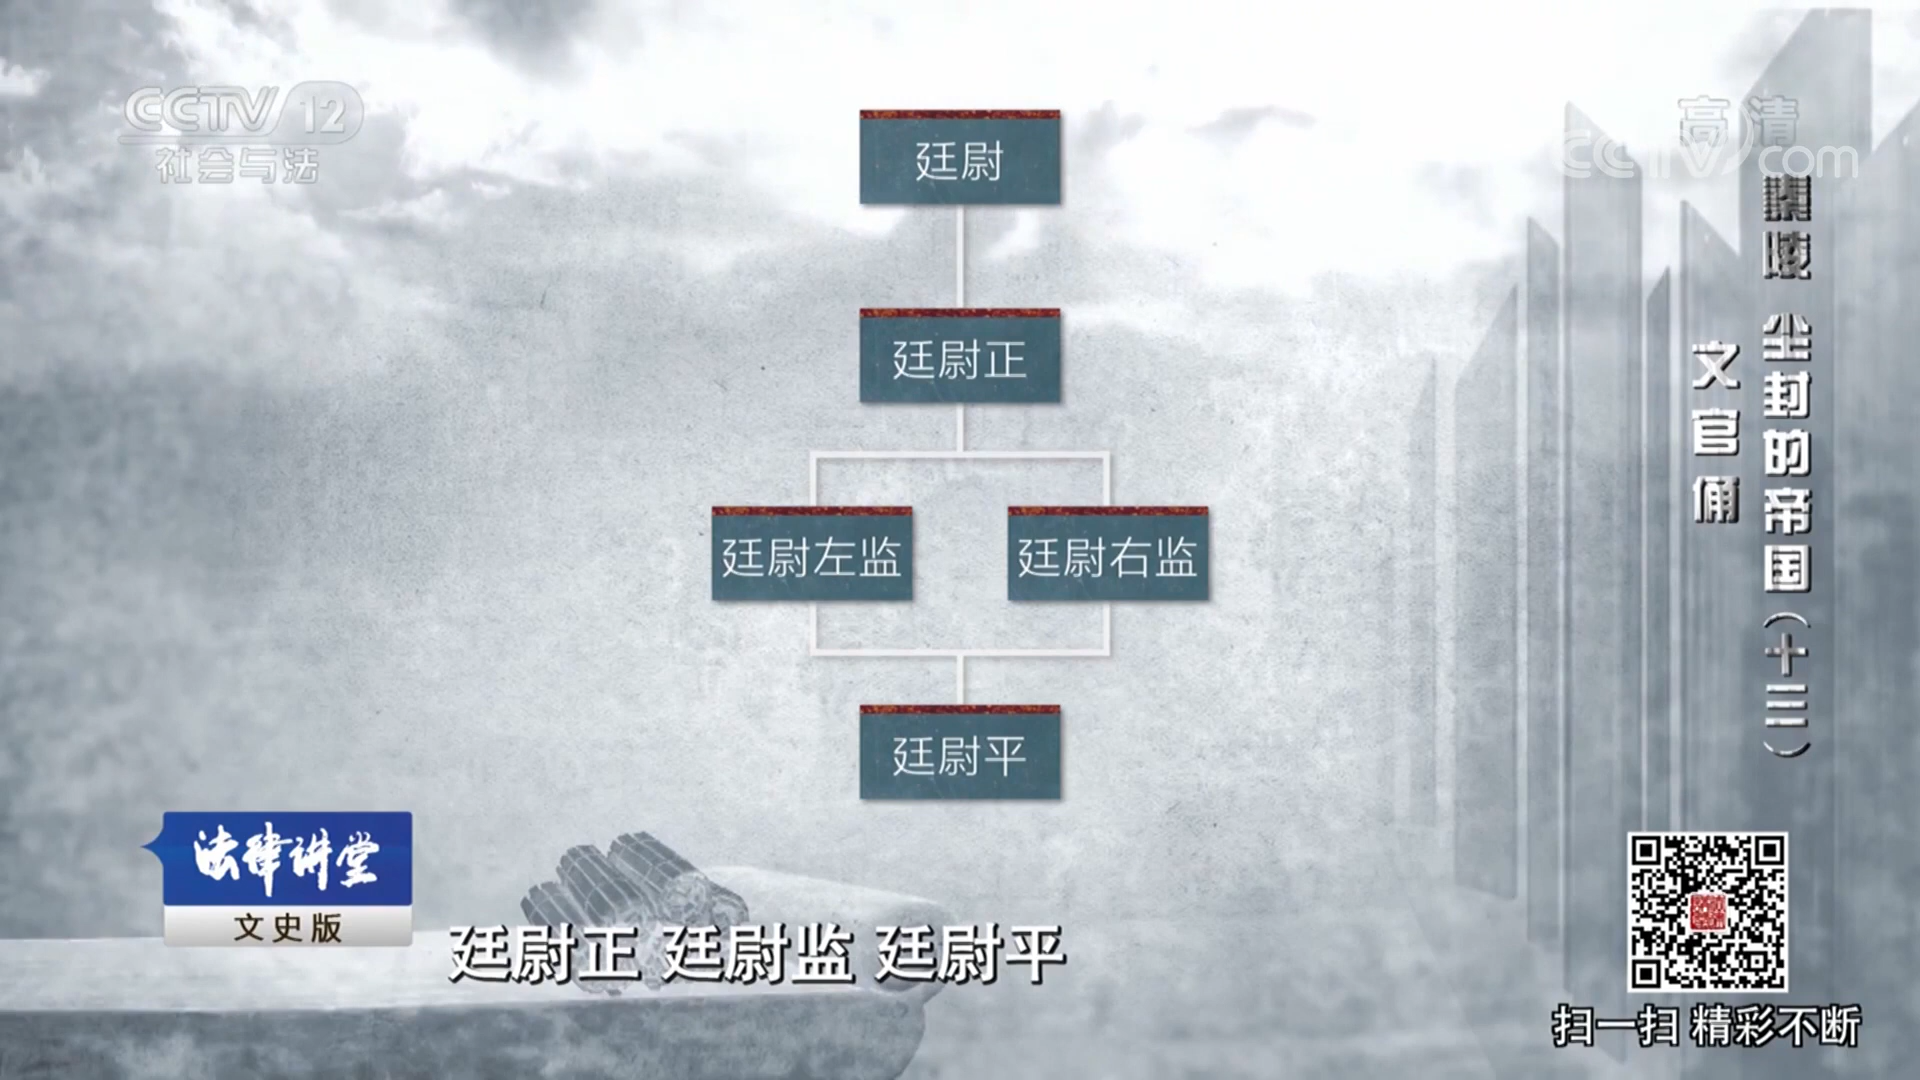 CCTV 12
社会与法
高清
CCTV.com
廷尉
廷尉正
廷尉左监
廷尉右监
廷尉平
秦陵 尘封的帝国（十三）
文官俑
法律讲堂
文史版
廷尉正 廷尉监 廷尉平
扫一扫 精彩不断